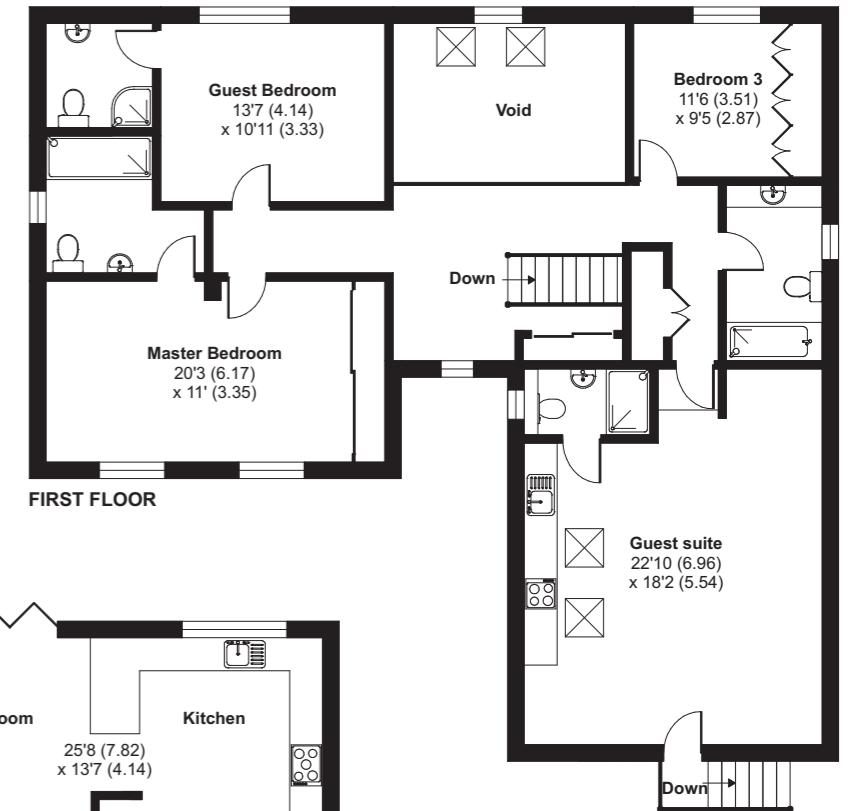 Guest Bedroom
13'7 (4.14)
x 10'11 (3.33)
Void
Bedroom 3
11'6 (3.51)
x 9'5 (2.87)
Down
Master Bedroom
20'3 (6.17)
x 11' (3.35)
FIRST FLOOR
Guest suite
22'10 (6.96)
x 18'2 (5.54)
oom
Kitchen
25'8 (7.82)
x 13'7 (4.14)
Down